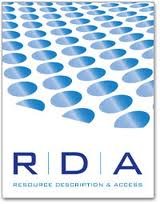 R | D | A
RESOURCE DESCRIPTION & ACCESS